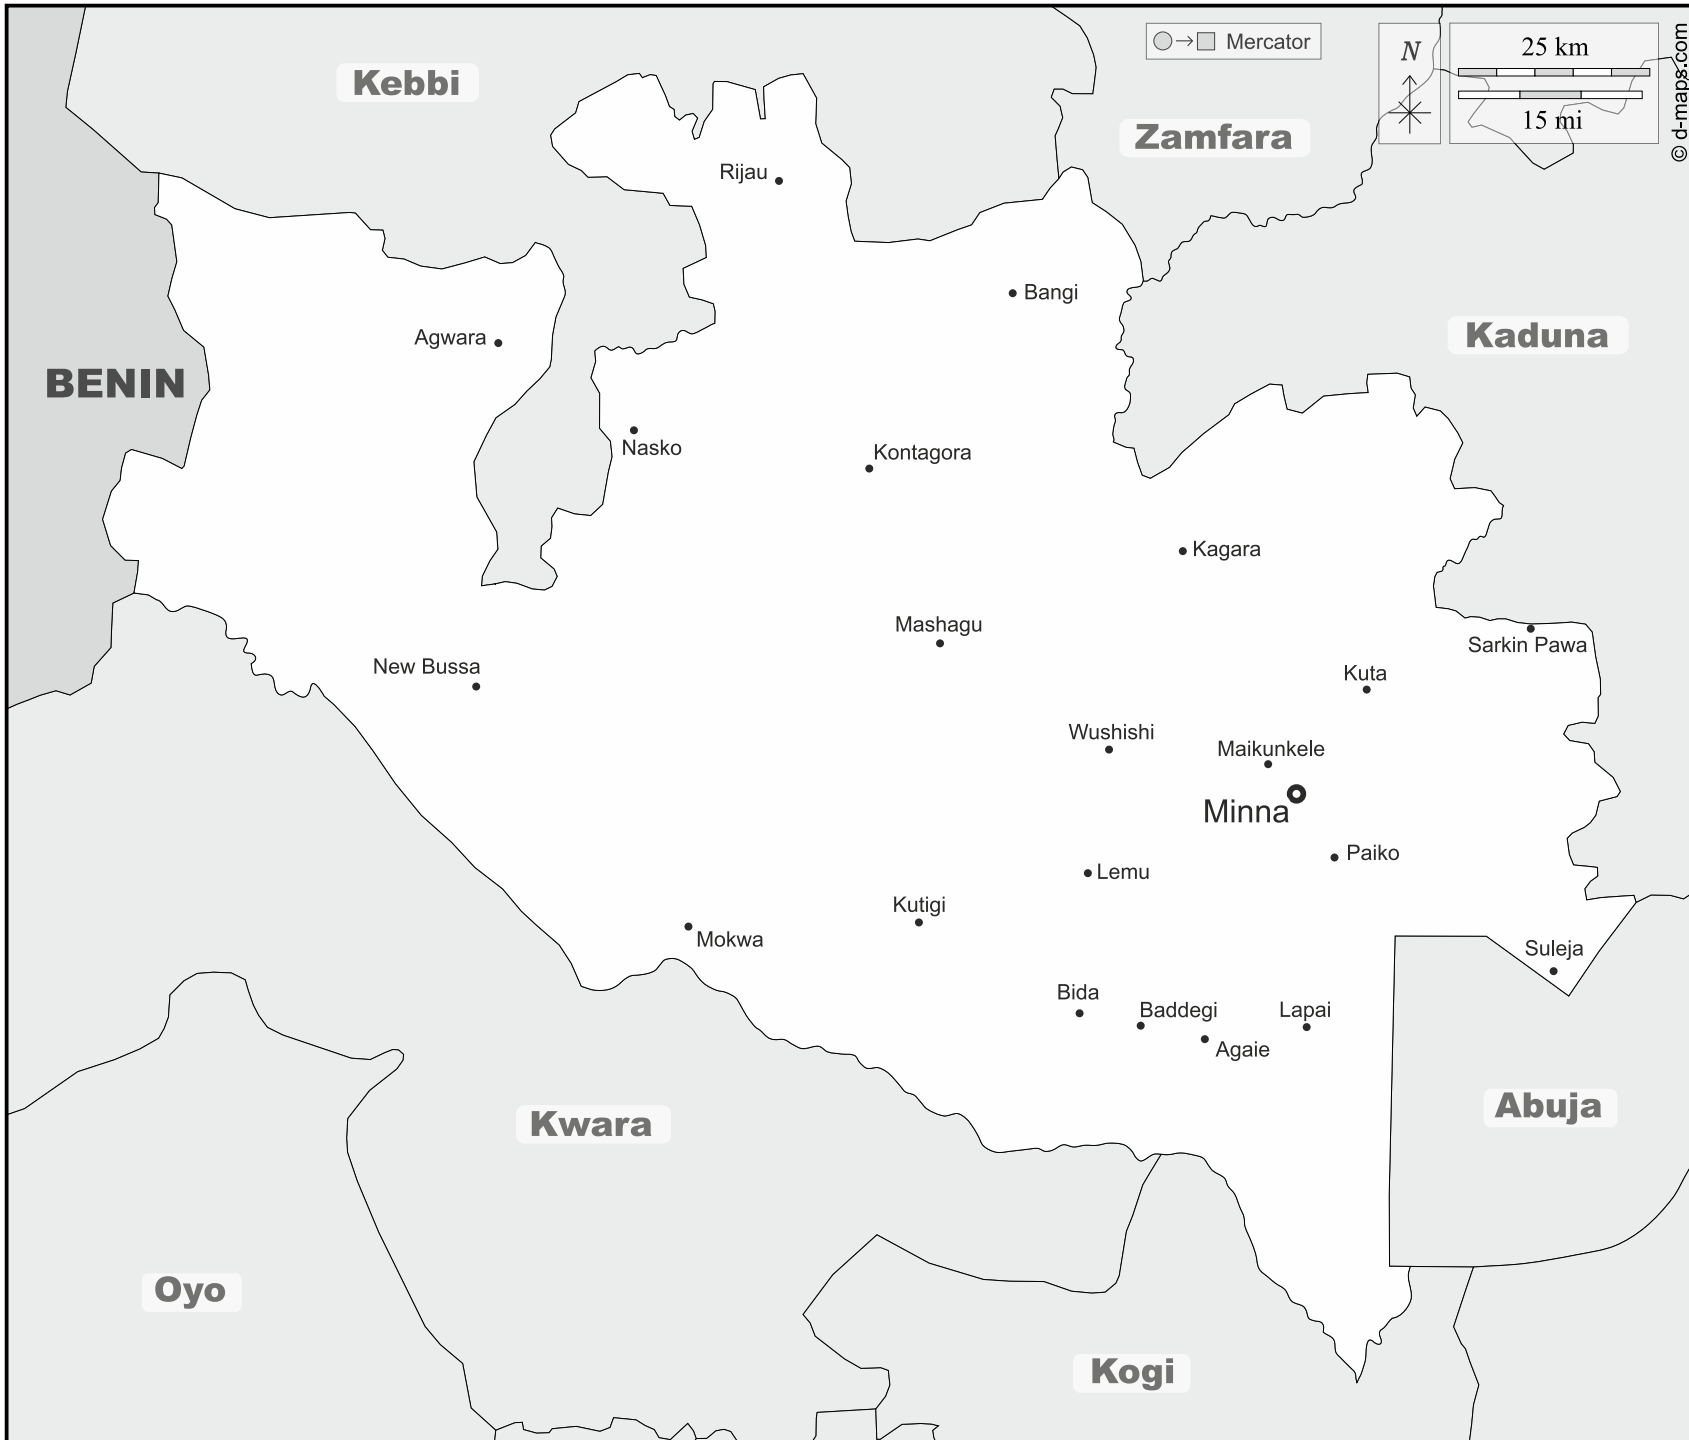 Mercator
N
25 km
15 mi
© d-maps.com
Kebbi
Zamfara
Rijau
Bangi
Kaduna
Agwara
BENIN
Nasko
Kontagora
Kagara
Mashagu
Sarkin Pawa
New Bussa
Kuta
Wushishi
Maikunkele
Minna
Paiko
Lemu
Kutigi
Mokwa
Suleja
Bida
Baddegi
Lapai
Agaie
Abuja
Kwara
Oyo
Kogi